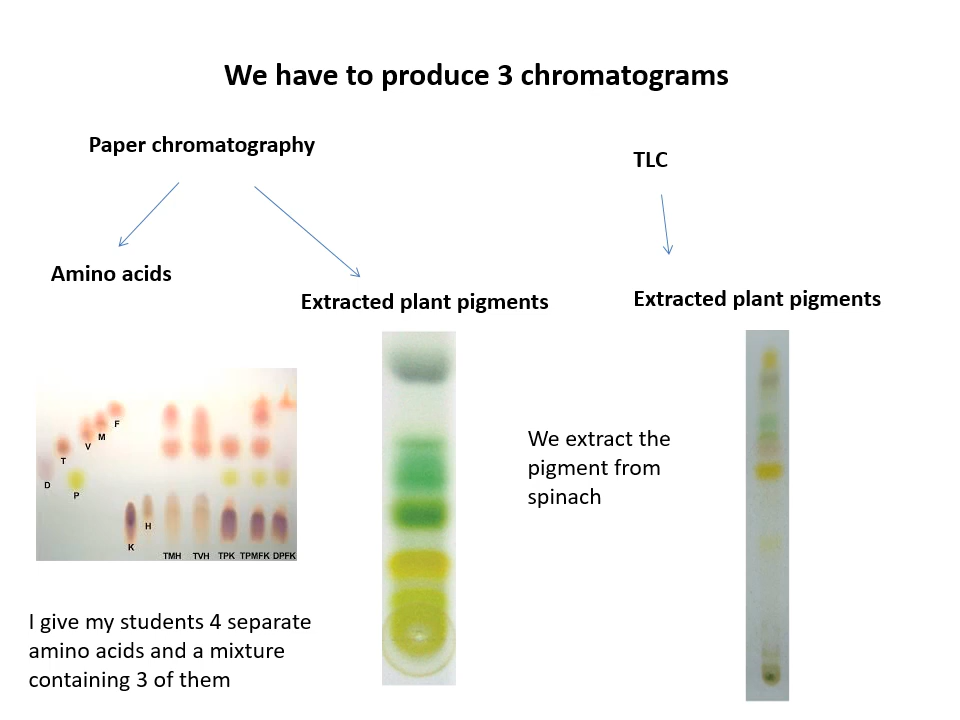 We have to produce 3 chromatograms
Paper chromatography
TLC
Amino acids
Extracted plant pigments
Extracted plant pigments
F
M
V
T
D
P
H
K
TMH TVH TPK TPMFK DPFK
We extract the
pigment from
spinach
I give my students 4 separate
amino acids and a mixture
containing 3 of them